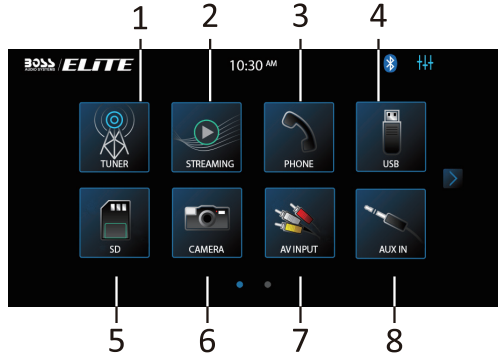 1 2 3 4
BOSS AUDIO SYSTEMS /ELITE 10:30 AM
TUNER STREAMING PHONE USB
SD CAMERA AV INPUT AUX IN
5 6 7 8